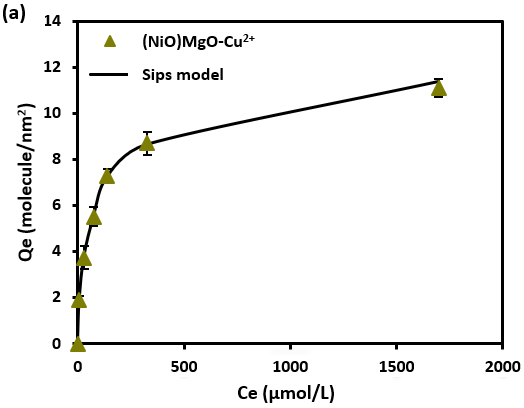 (a)
14
12
10
8
6
4
2
0
Qe (molecule/nm²)
(NiO)MgO-Cu²⁺
Sips model
0 500 1000 1500 2000
Ce (µmol/L)